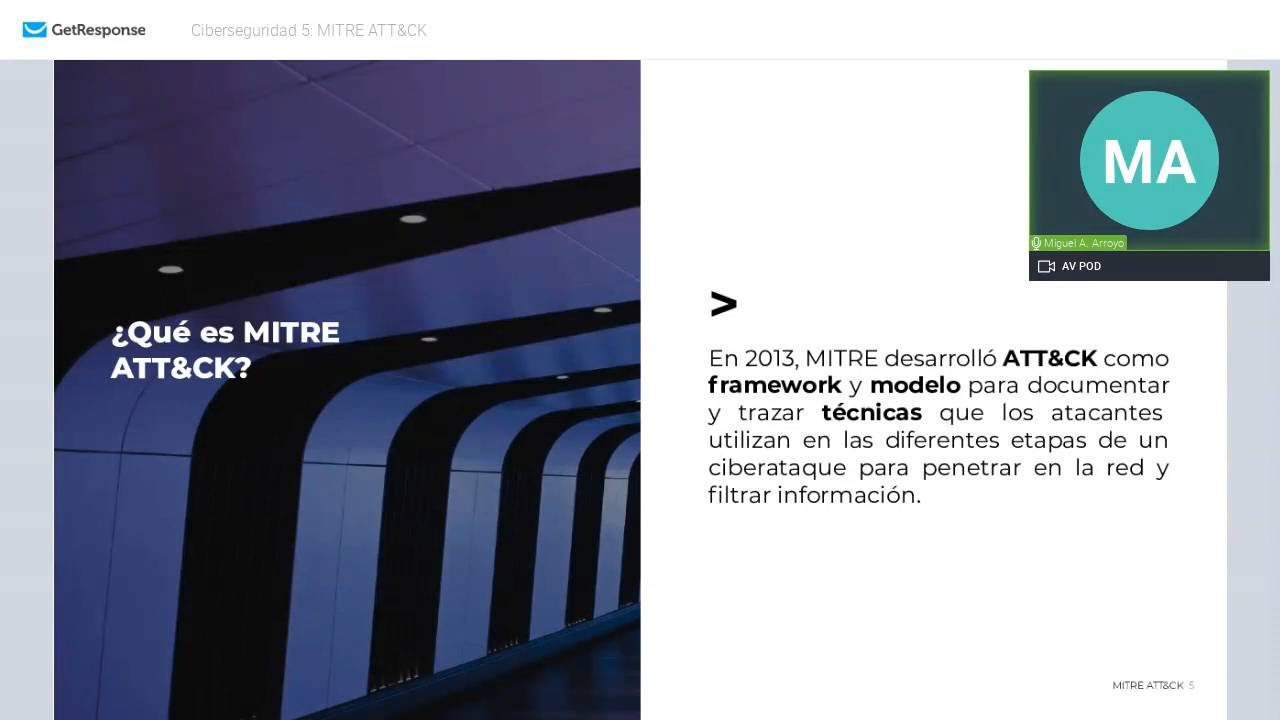 GetResponse
Ciberseguridad 5: MITRE ATT&CK
¿Qué es MITRE
ATT&CK?
MA
Miguel A. Arroyo
AV POD
>
En 2013, MITRE desarrolló ATT&CK como
framework y modelo para documentar
y trazar técnicas que los atacantes
utilizan en las diferentes etapas de un
ciberataque para penetrar en la red y
filtrar información.
MITRE ATT&CK 5